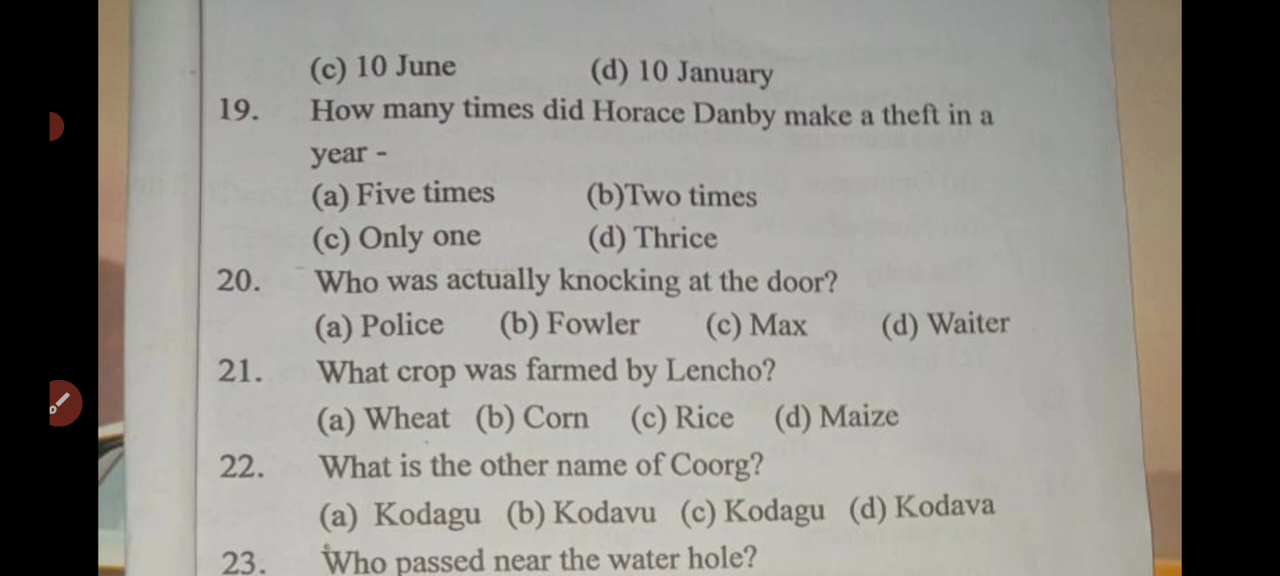 (c) 10 June (d) 10 January
19. How many times did Horace Danby make a theft in a
year -
(a) Five times (b)Two times
(c) Only one (d) Thrice
20. Who was actually knocking at the door?
(a) Police (b) Fowler (c) Max (d) Waiter
21. What crop was farmed by Lencho?
(a) Wheat (b) Corn (c) Rice (d) Maize
22. What is the other name of Coorg?
(a) Kodagu (b) Kodavu (c) Kodagu (d) Kodava
23. Who passed near the water hole?